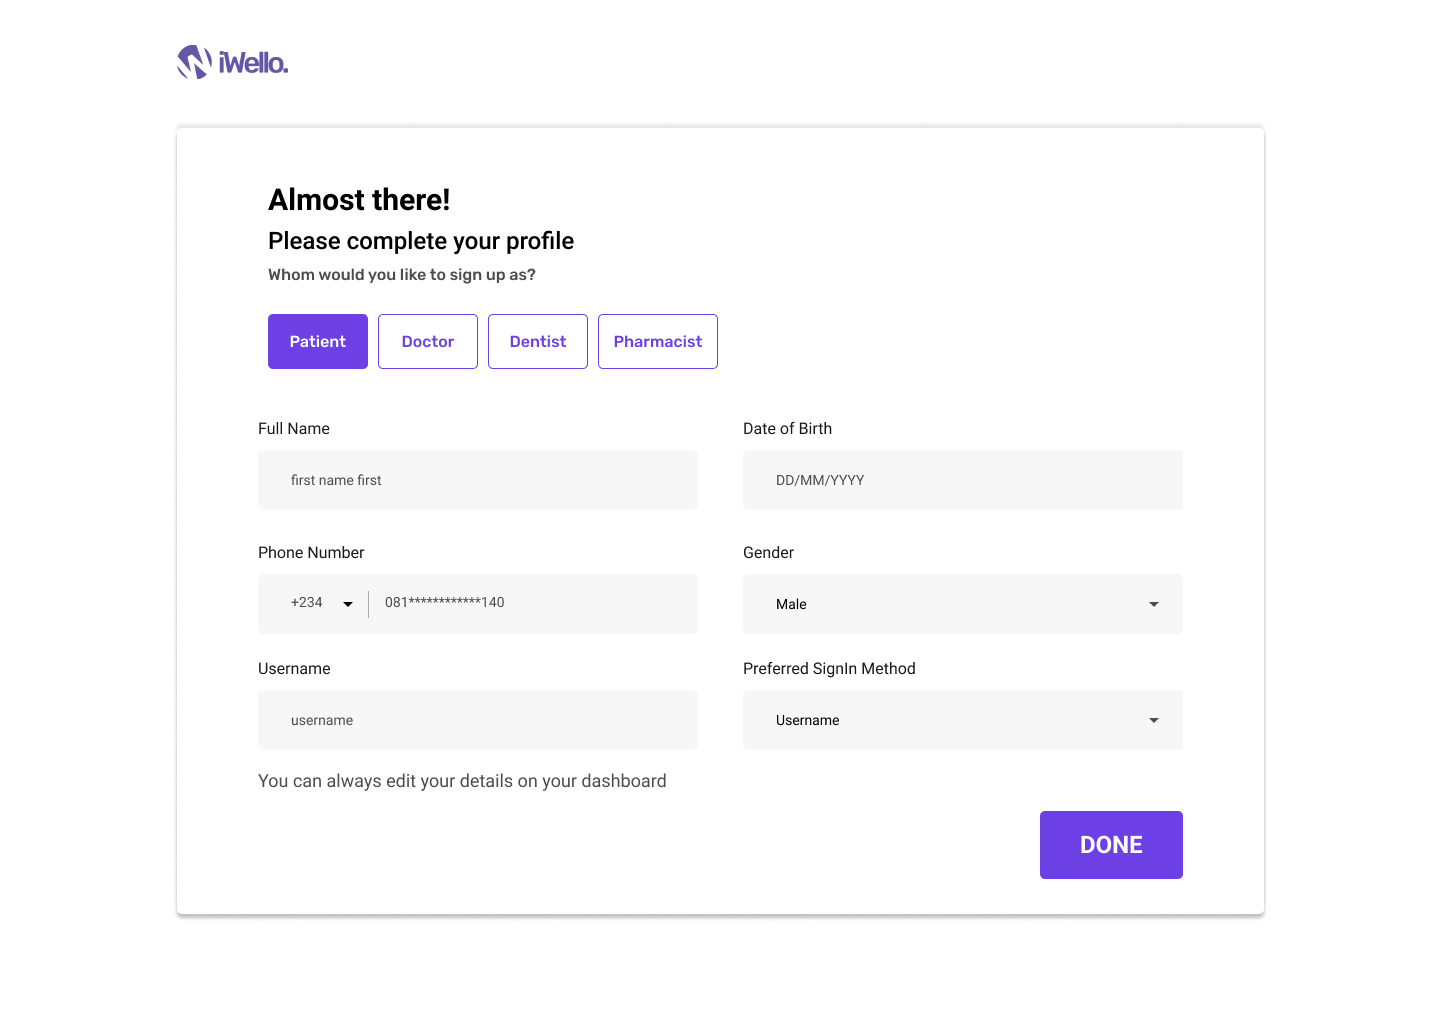 iWello.
Almost there!
Please complete your profile
Whom would you like to sign up as?
Patient Doctor Dentist Pharmacist
Full Name Date of Birth
first name first DD/MM/YYYY
Phone Number Gender
+234 081************140 Male
Username Preferred SignIn Method
username Username
You can always edit your details on your dashboard
DONE